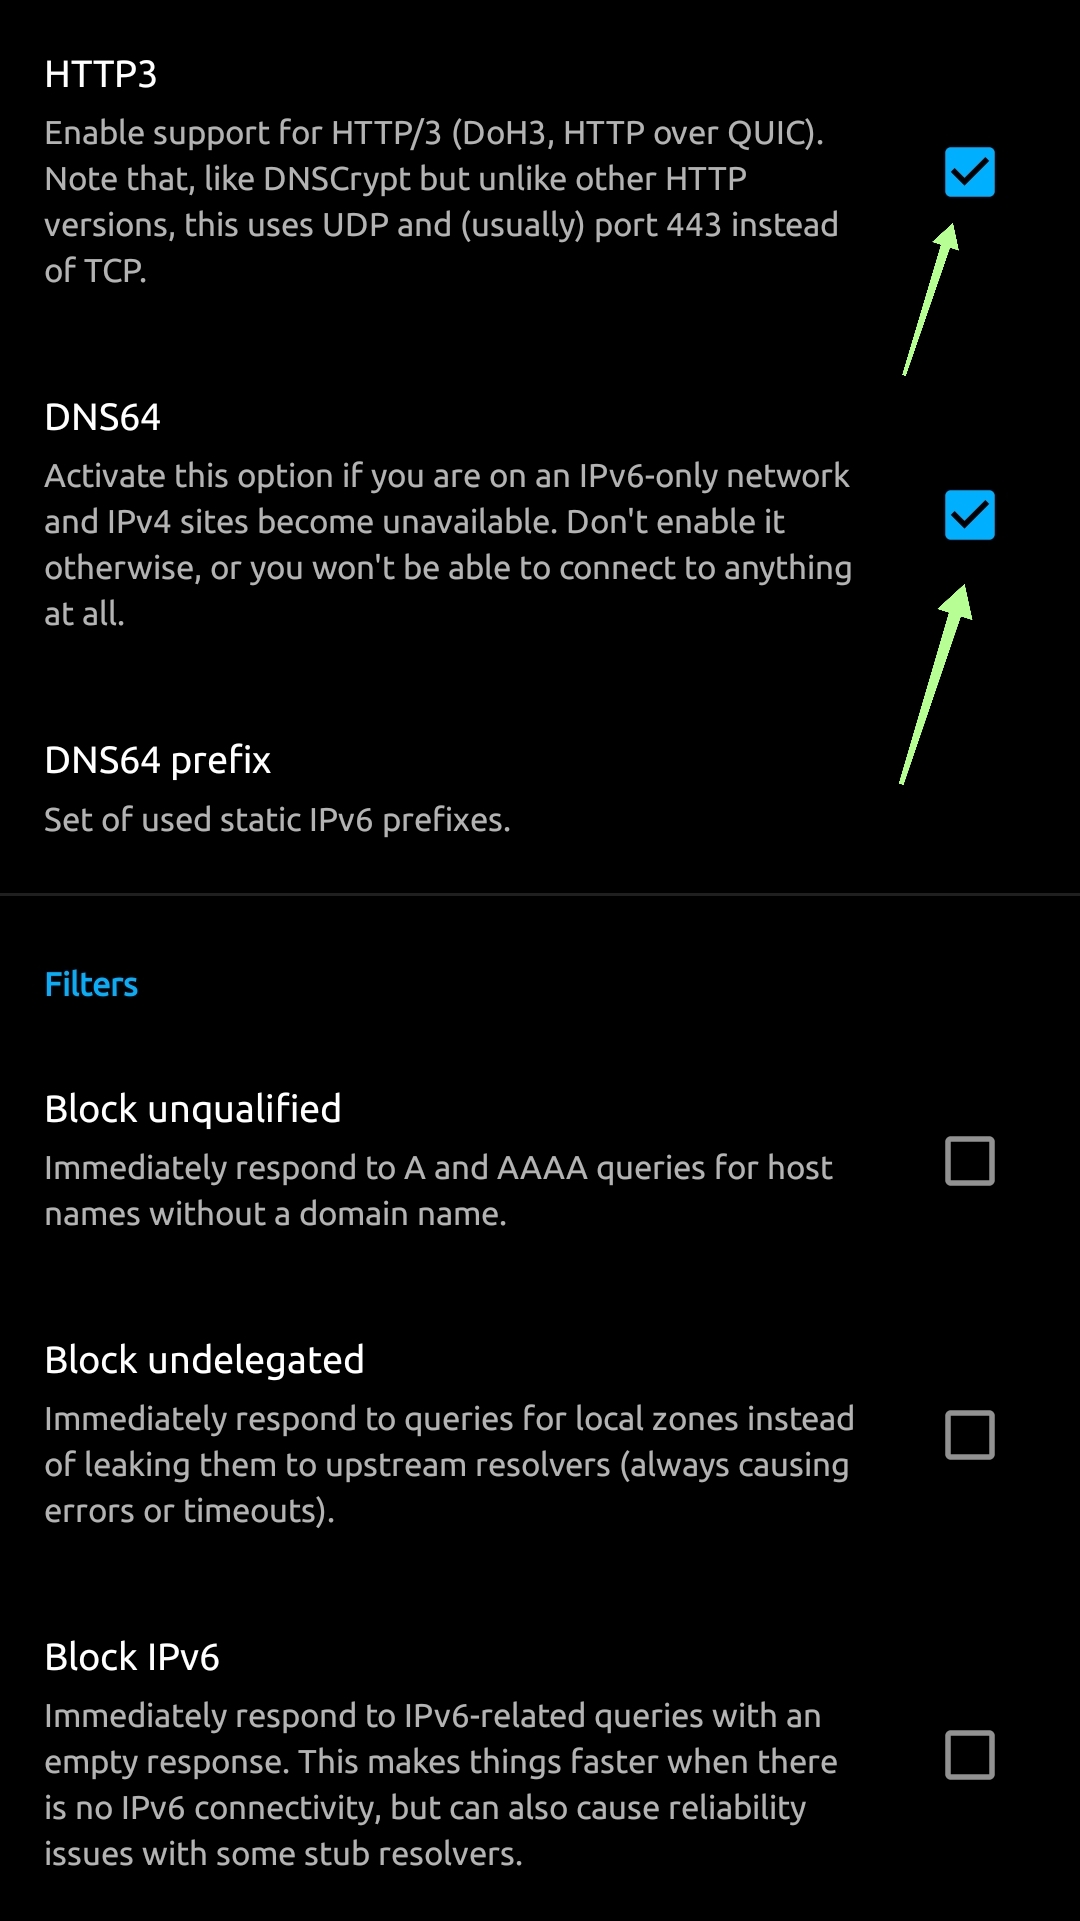 HTTP3
Enable support for HTTP/3 (DoH3, HTTP over QUIC).
Note that, like DNSCrypt but unlike other HTTP
versions, this uses UDP and (usually) port 443 instead
of TCP.
DNS64
Activate this option if you are on an IPv6-only network
and IPv4 sites become unavailable. Don't enable it
otherwise, or you won't be able to connect to anything
at all.
DNS64 prefix
Set of used static IPv6 prefixes.
Filters
Block unqualified
Immediately respond to A and AAAA queries for host
names without a domain name.
Block undelegated
Immediately respond to queries for local zones instead
of leaking them to upstream resolvers (always causing
errors or timeouts).
Block IPv6
Immediately respond to IPv6-related queries with an
empty response. This makes things faster when there
is no IPv6 connectivity, but can also cause reliability
issues with some stub resolvers.